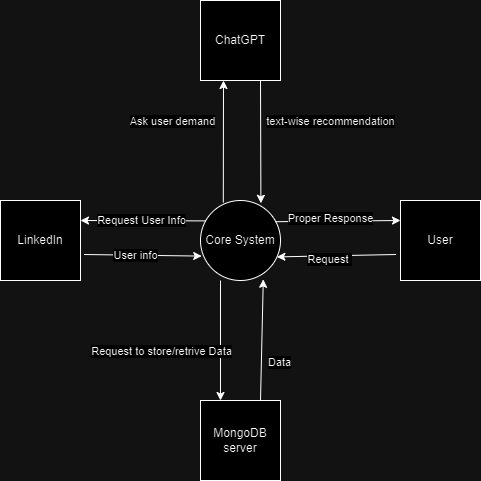 ChatGPT
Ask user demand
text-wise recommendation
Request User Info
Proper Response
LinkedIn
Core System
User
User info
Request
Request to store/retrive Data
Data
MongoDB
server